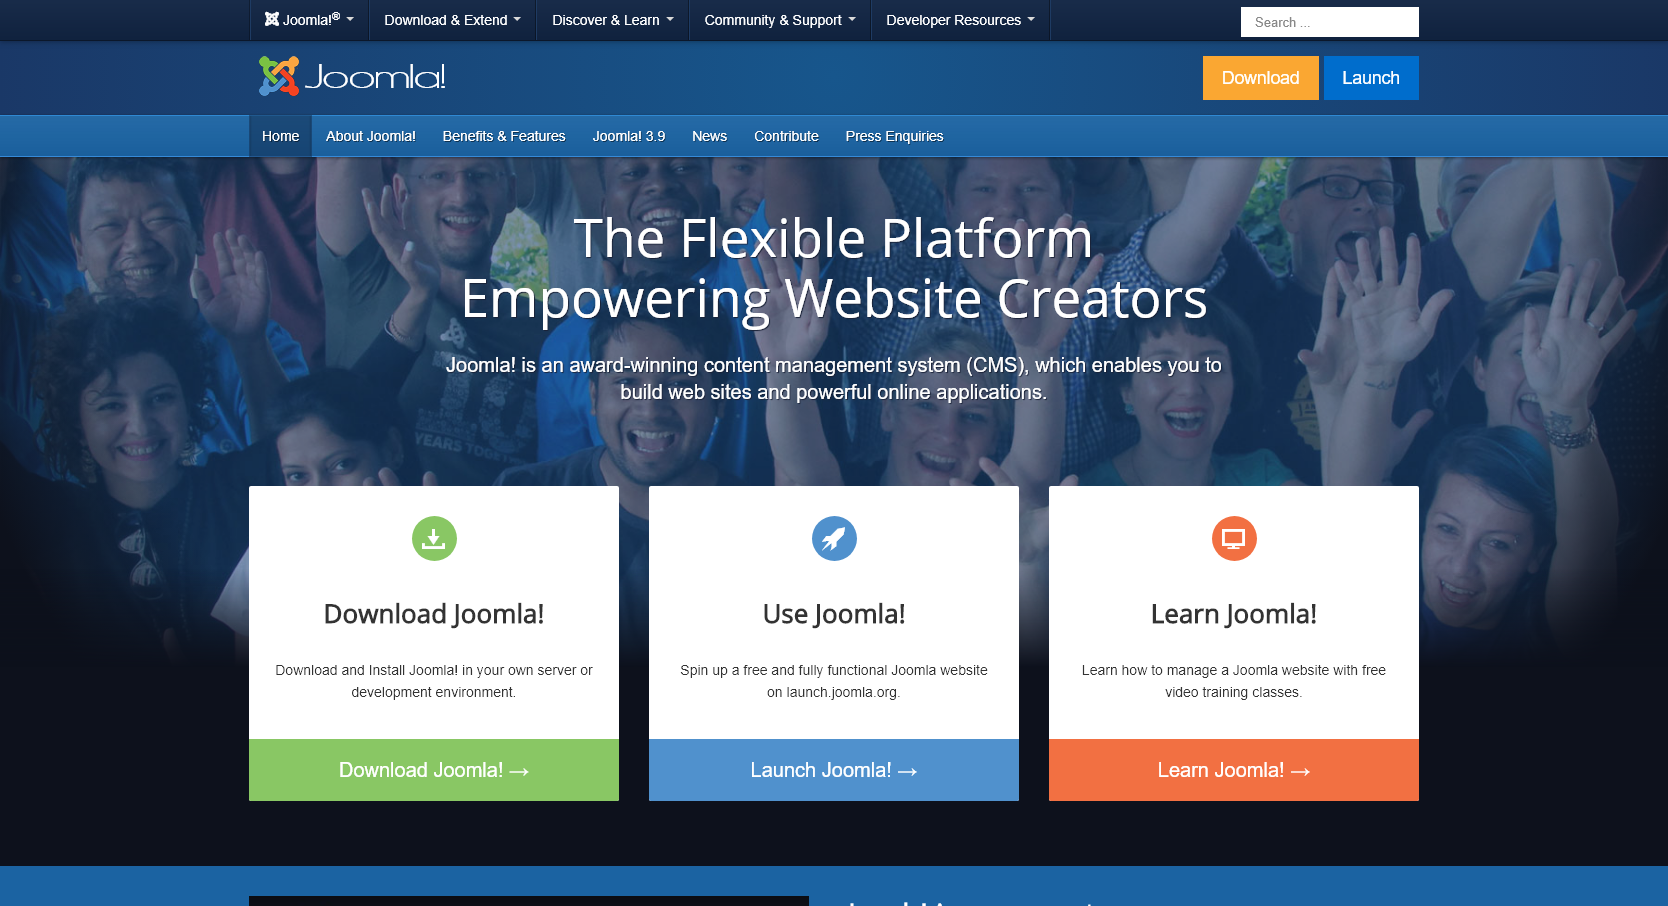 Joomla!® Download & Extend Discover & Learn Community & Support Developer Resources Search ...
Joomla! Download Launch
Home About Joomla! Benefits & Features Joomla! 3.9 News Contribute Press Enquiries
The Flexible Platform
Empowering Website Creators
Joomla! is an award-winning content management system (CMS), which enables you to
build web sites and powerful online applications.
YEARS TOGETHER
Download Joomla!
Download and Install Joomla! in your own server or
development environment.
Download Joomla! →
Use Joomla!
Spin up a free and fully functional Joomla website
on launch.joomla.org.
Launch Joomla! →
Learn Joomla!
Learn how to manage a Joomla website with free
video training classes.
Learn Joomla! →